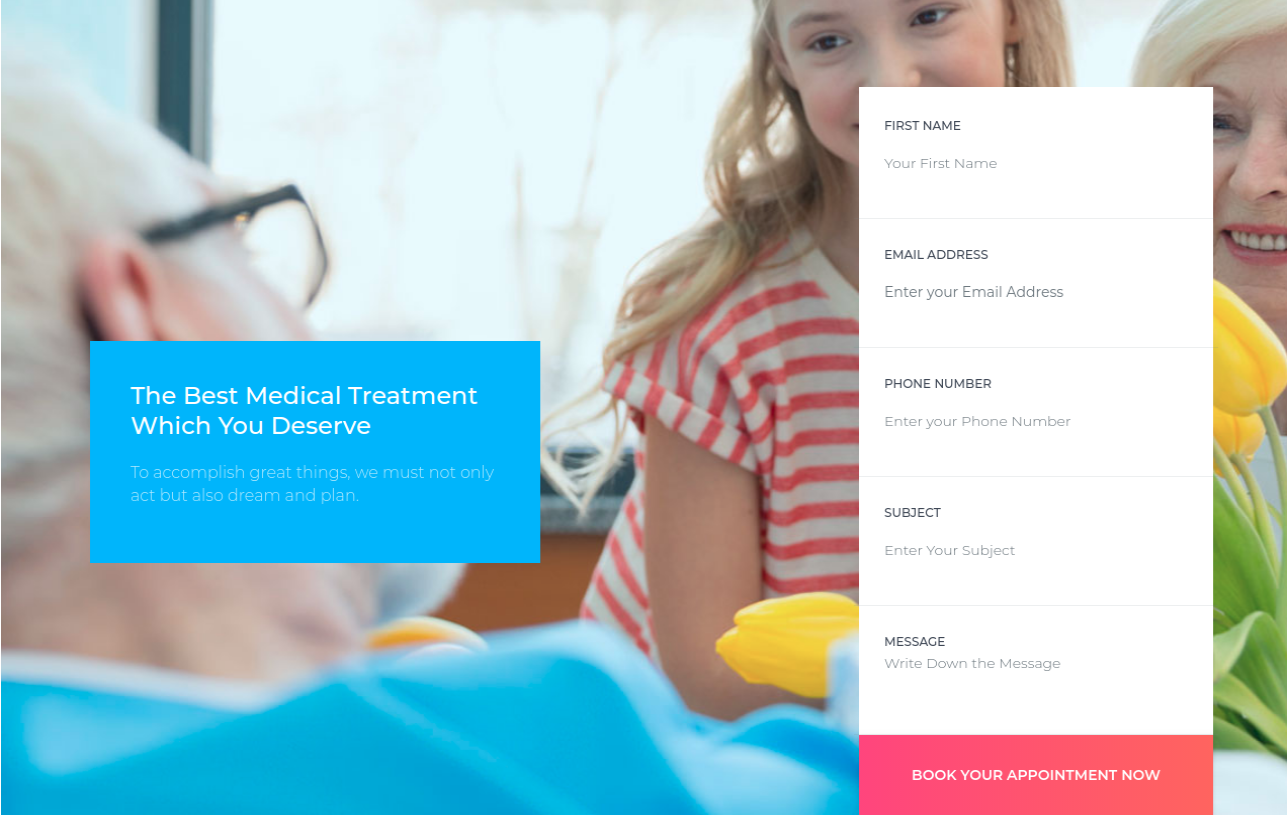 The Best Medical Treatment
Which You Deserve
To accomplish great things, we must not only
act but also dream and plan.
FIRST NAME
Your First Name
EMAIL ADDRESS
Enter your Email Address
PHONE NUMBER
Enter your Phone Number
SUBJECT
Enter Your Subject
MESSAGE
Write Down the Message
BOOK YOUR APPOINTMENT NOW